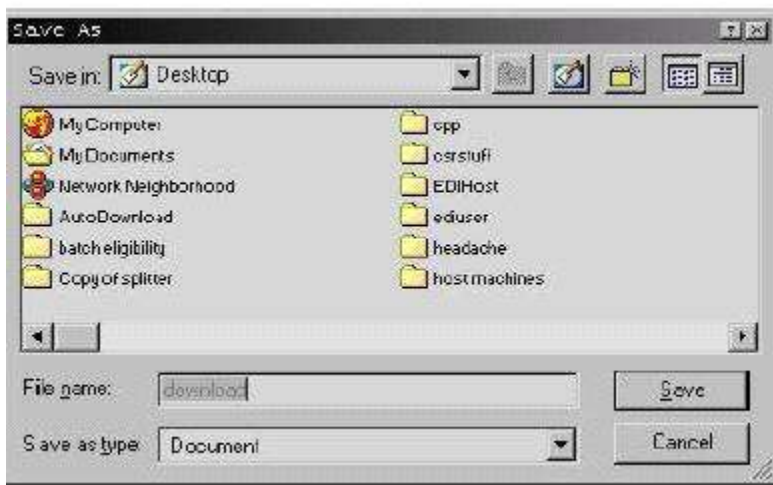 Save As
Save in: Desktop
My Computer
My Documents
Network Neighborhood
AutoDownload
batch eligibility
Copy of splitter
cpp
csrstuff
EDIHost
ediuser
headache
host machines
File name: download
Save
Save as type: Document
Cancel